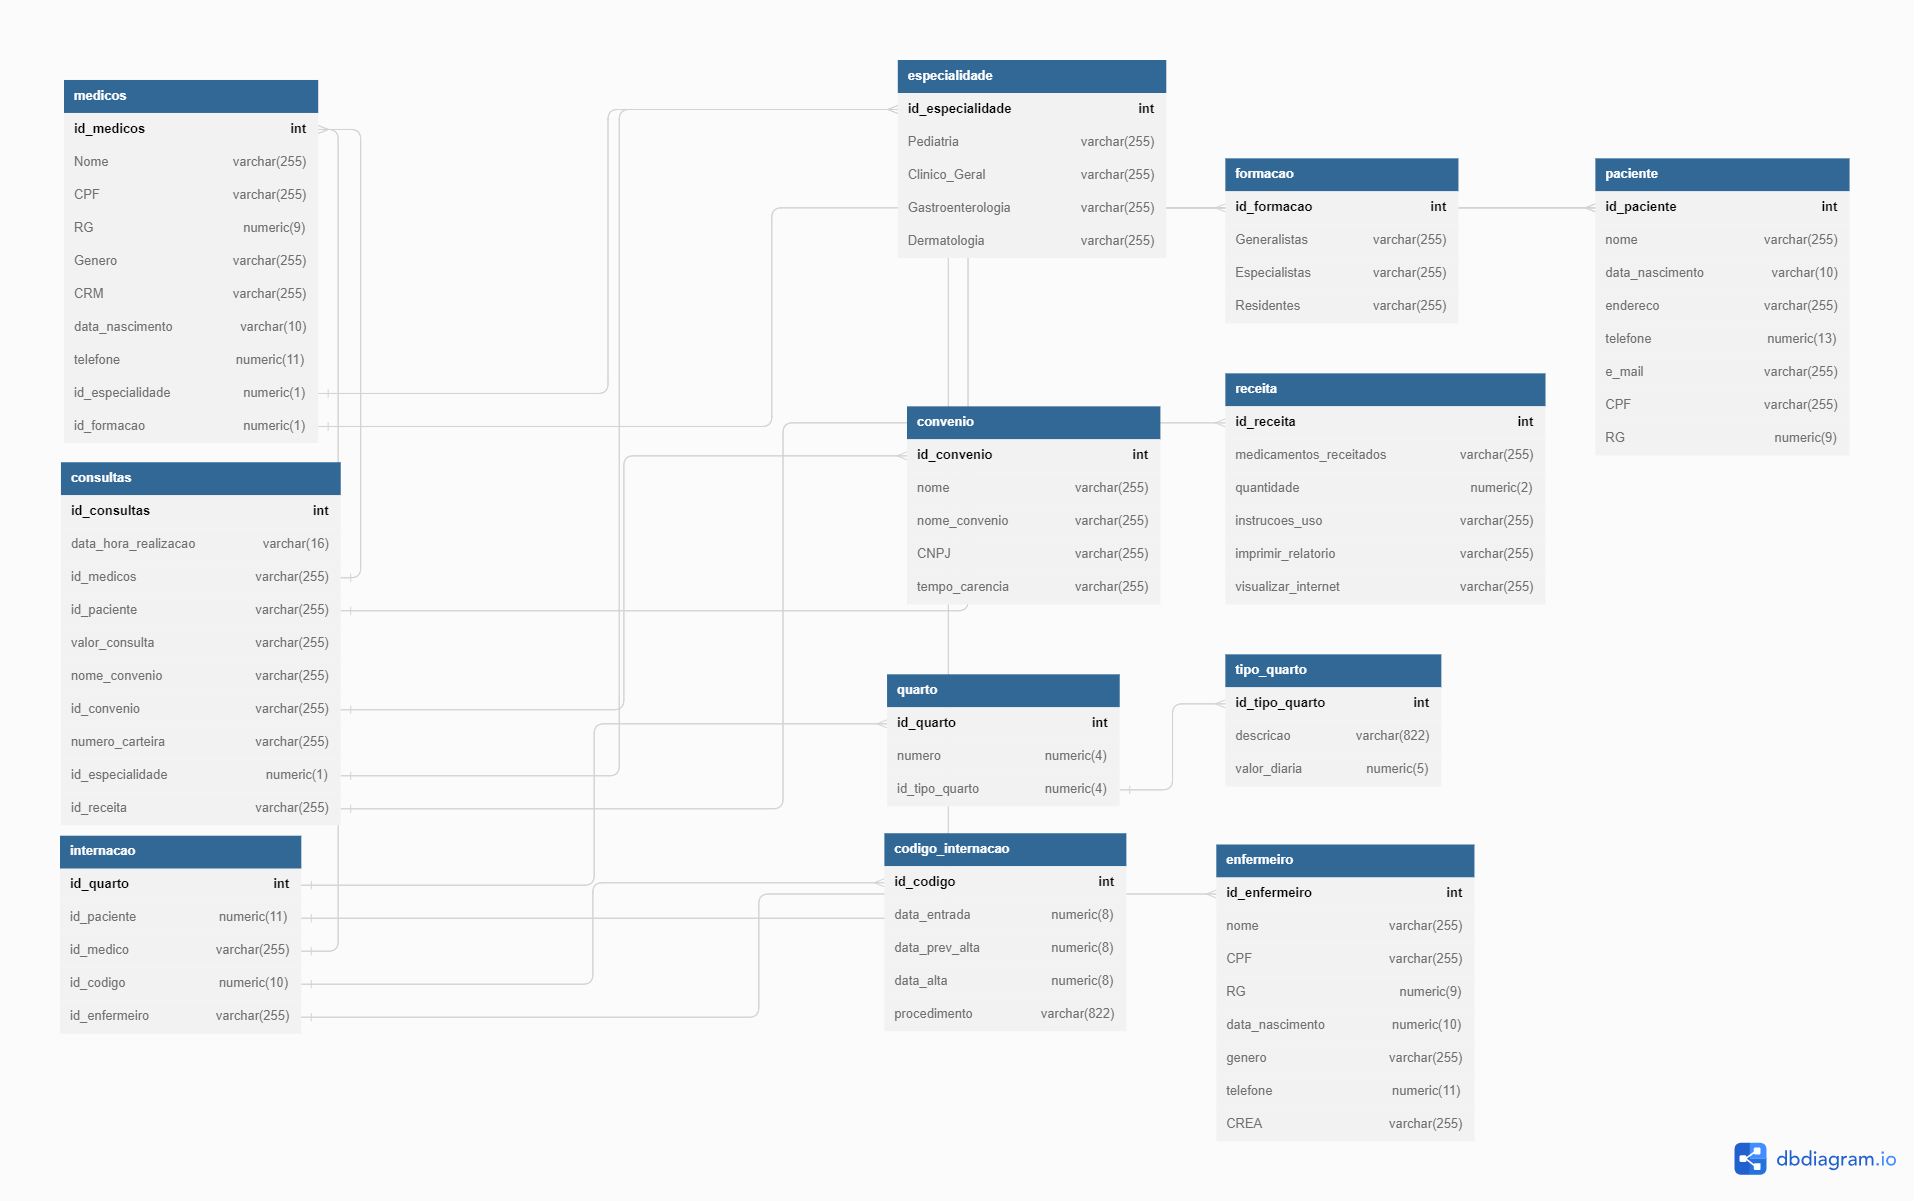 medicos
id_medicos int
Nome varchar(255)
CPF varchar(255)
RG numeric(9)
Genero varchar(255)
CRM varchar(255)
data_nascimento varchar(10)
telefone numeric(11)
id_especialidade numeric(1)
id_formacao numeric(1)
consultas
id_consultas int
data_hora_realizacao varchar(16)
id_medicos varchar(255)
id_paciente varchar(255)
valor_consulta varchar(255)
nome_convenio varchar(255)
id_convenio varchar(255)
numero_carteira varchar(255)
id_especialidade numeric(1)
id_receita varchar(255)
internacao
id_quarto int
id_paciente numeric(11)
id_medico varchar(255)
id_codigo numeric(10)
id_enfermeiro varchar(255)
especialidade
id_especialidade int
Pediatria varchar(255)
Clinico_Geral varchar(255)
Gastroenterologia varchar(255)
Dermatologia varchar(255)
convenio
id_convenio int
nome varchar(255)
nome_convenio varchar(255)
CNPJ varchar(255)
tempo_carencia varchar(255)
quarto
id_quarto int
numero numeric(4)
id_tipo_quarto numeric(4)
codigo_internacao
id_codigo int
data_entrada numeric(8)
data_prev_alta numeric(8)
data_alta numeric(8)
procedimento varchar(822)
formacao
id_formacao int
Generalistas varchar(255)
Especialistas varchar(255)
Residentes varchar(255)
receita
id_receita int
medicamentos_receitados varchar(255)
quantidade numeric(2)
instrucoes_uso varchar(255)
imprimir_relatorio varchar(255)
visualizar_internet varchar(255)
tipo_quarto
id_tipo_quarto int
descricao varchar(822)
valor_diaria numeric(5)
enfermeiro
id_enfermeiro int
nome varchar(255)
CPF varchar(255)
RG numeric(9)
data_nascimento numeric(10)
genero varchar(255)
telefone numeric(11)
CREA varchar(255)
paciente
id_paciente int
nome varchar(255)
data_nascimento varchar(10)
endereco varchar(255)
telefone numeric(13)
e_mail varchar(255)
CPF varchar(255)
RG numeric(9)
dbdiagram.io